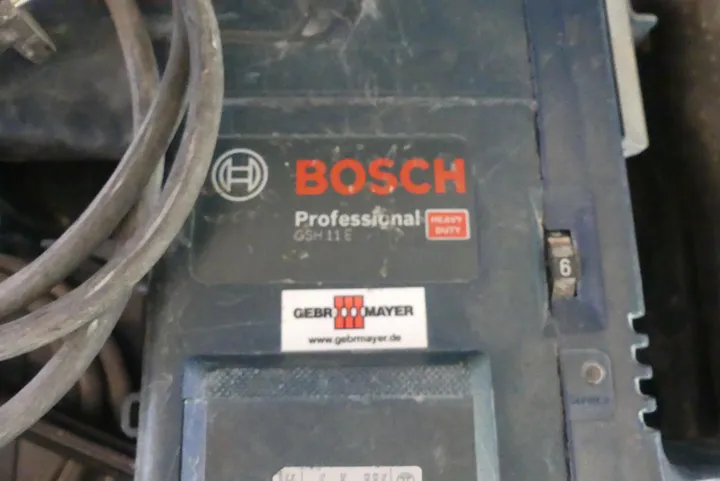 BOSCH
Professional HEAVY
DUTY
GSH 11 E
6
GEBR MAYER
www.gebrmayer.de